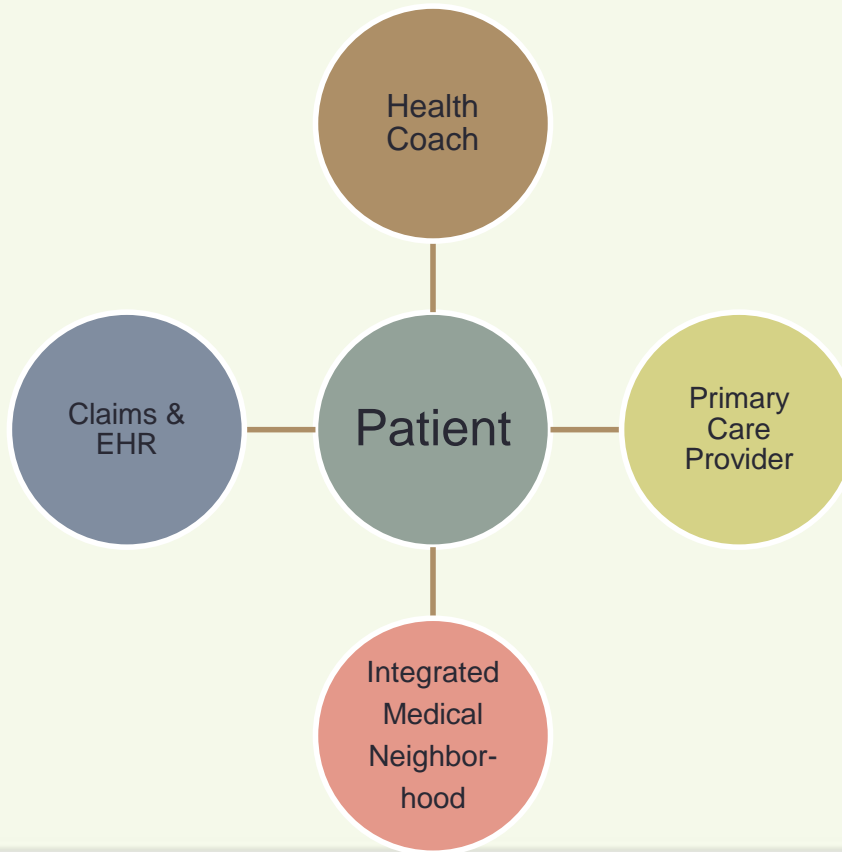 Health
Coach
Claims &
EHR
Patient
Primary
Care
Provider
Integrated
Medical
Neighbor-
hood